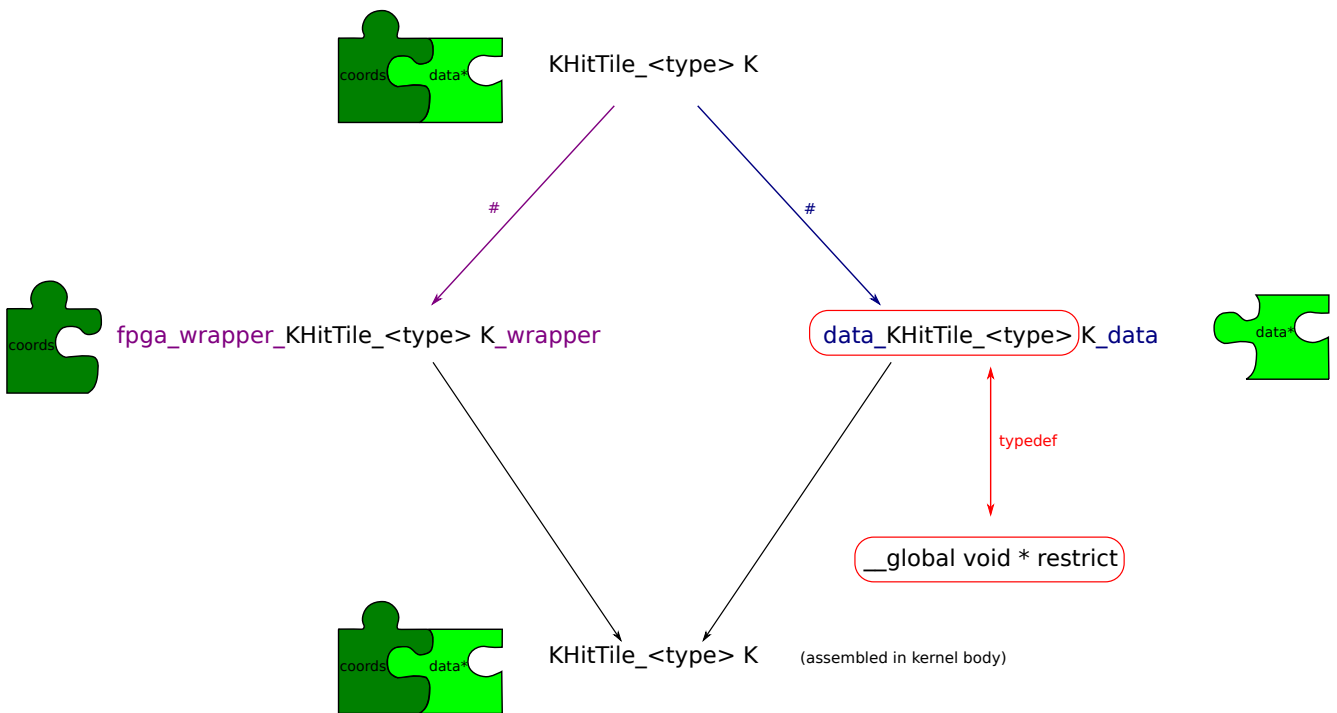 coords data* KHitTile_<type> K
# #
coords fpga_wrapper_KHitTile_<type> K_wrapper data_KHitTile_<type> K_data data*
typedef
__global void * restrict
coords data* KHitTile_<type> K (assembled in kernel body)